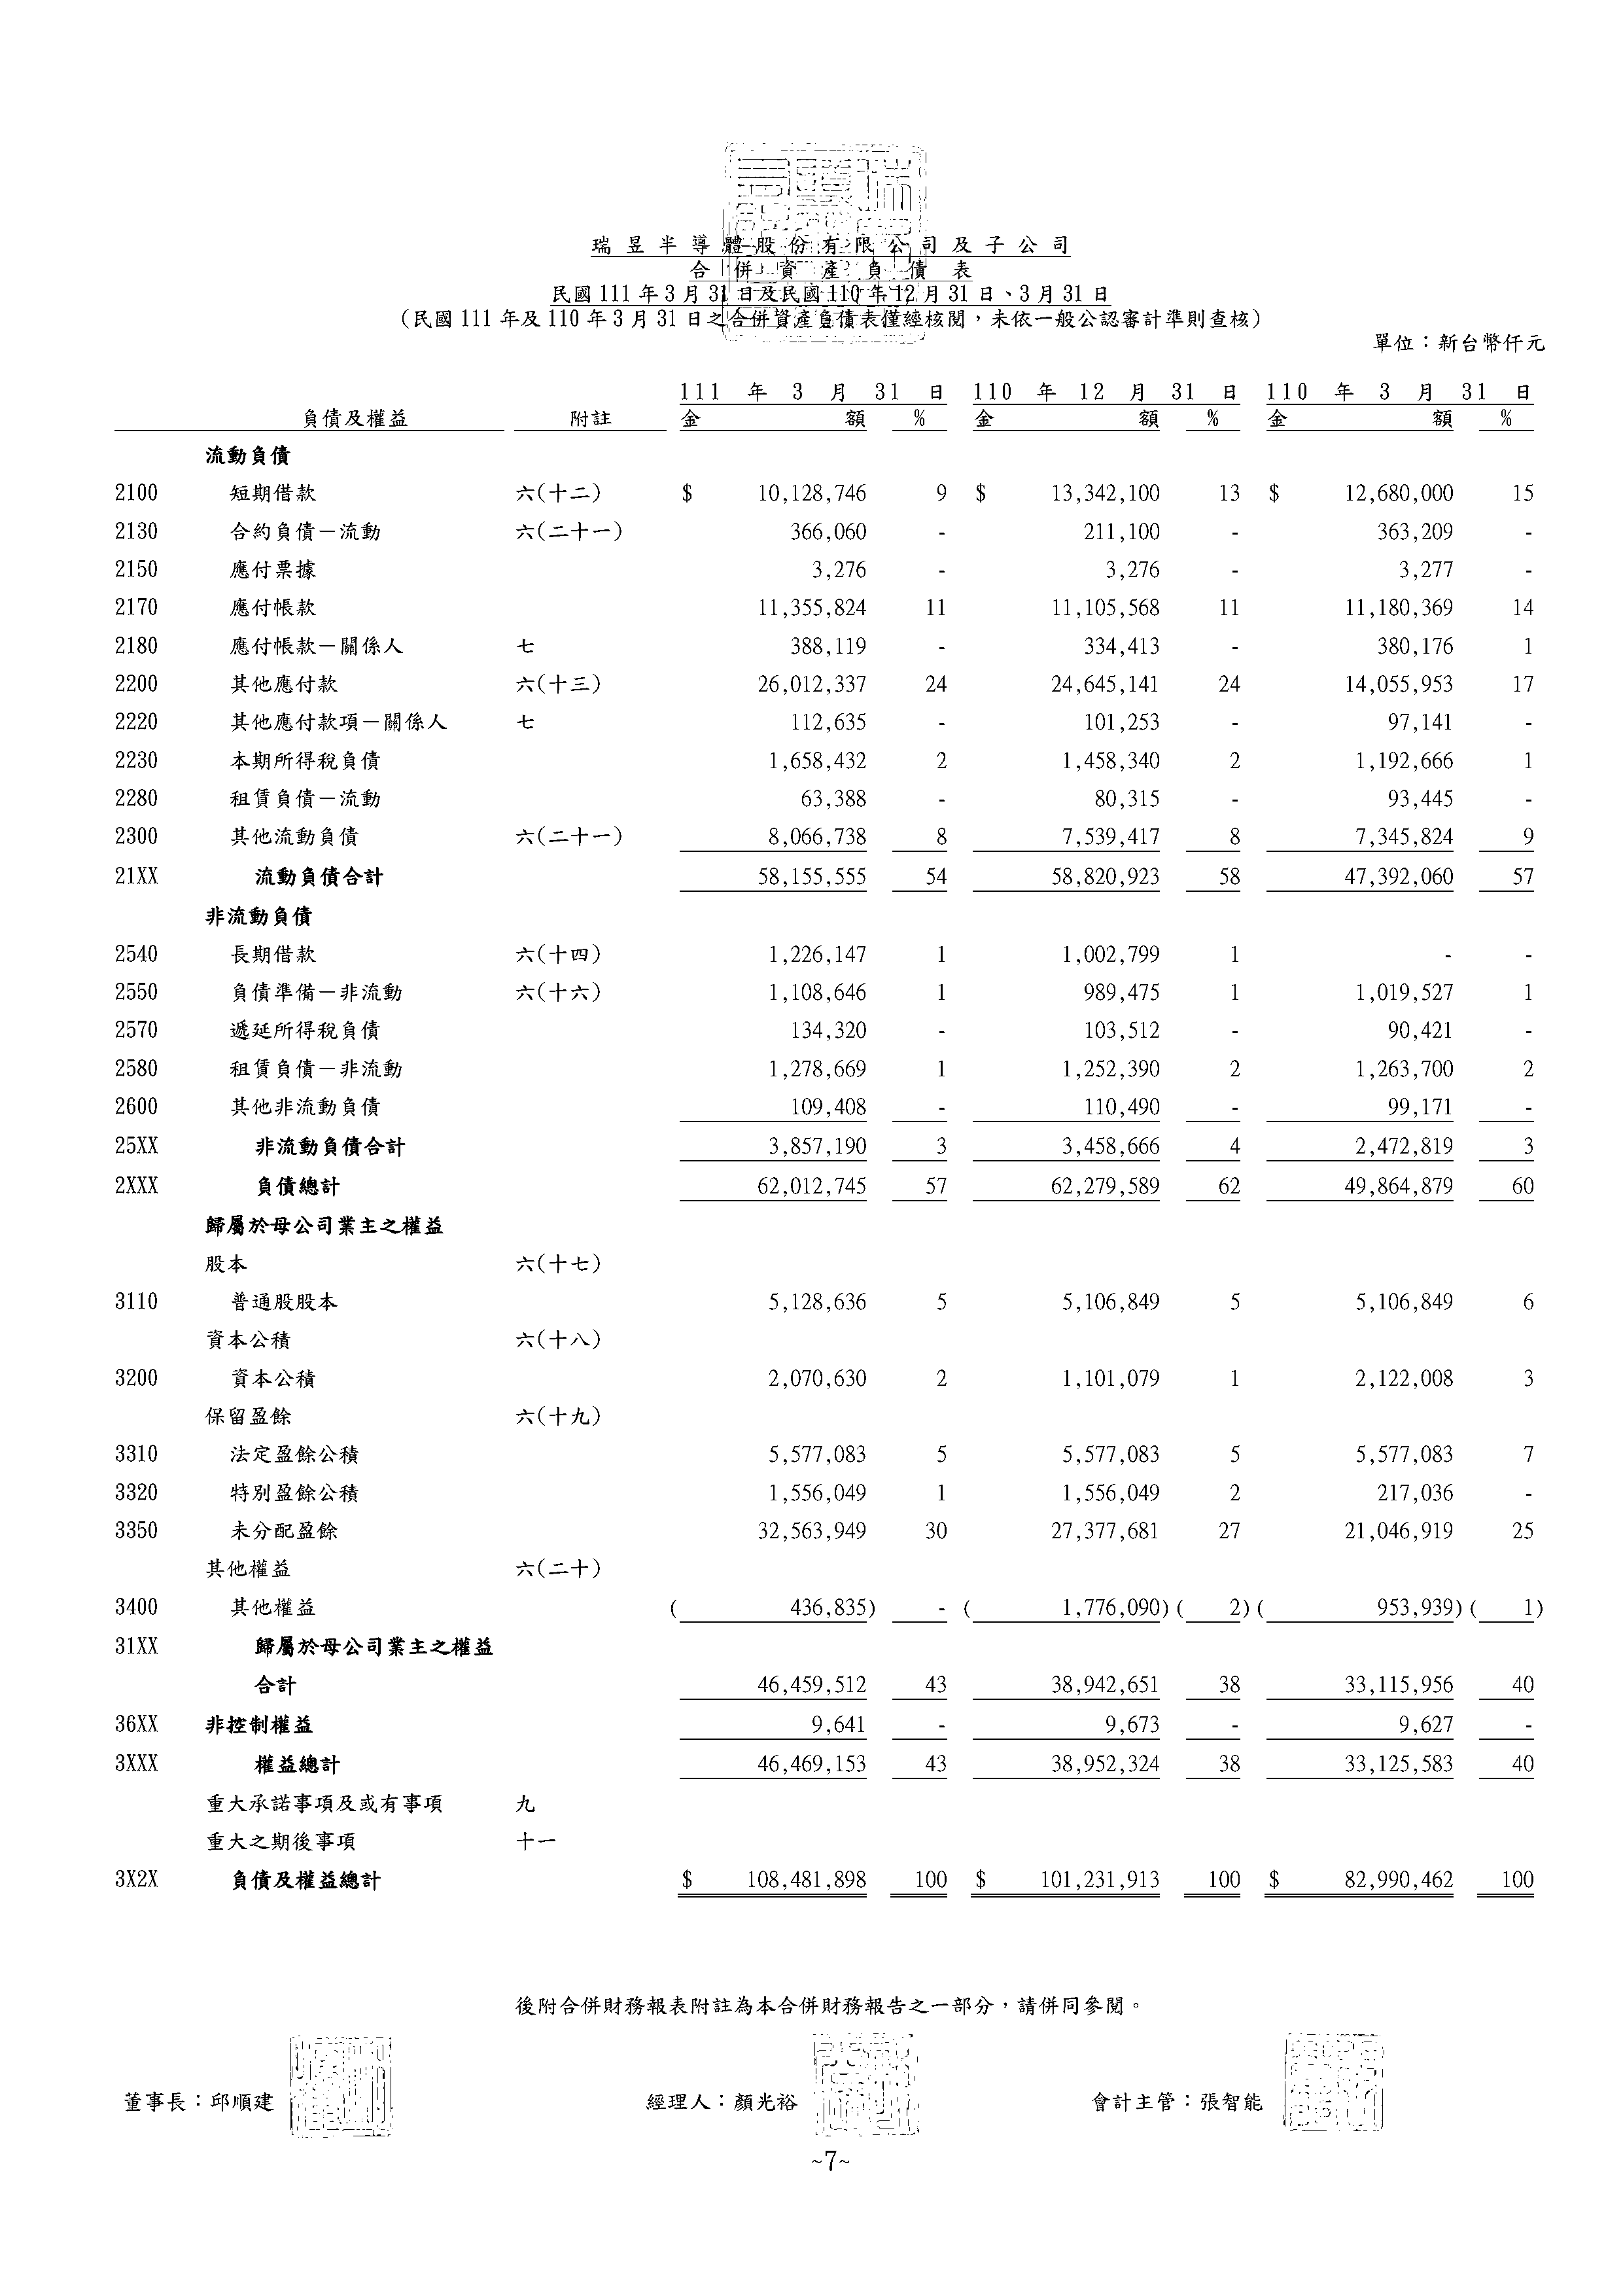 瑞昱半導體股份有限公司及子公司
合併資產負債表
民國111年3月31日及民國110年12月31日、3月31日
(民國111年及110年3月31日之合併資產負債表僅經核閱，未依一般公認審計準則查核)
單位：新台幣仟元
111年3月31日 110年12月31日 110年3月31日
負債及權益 附註 金額 % 金額 % 金額 %
流動負債
2100 短期借款 六(十二) $ 10,128,746 9 $ 13,342,100 13 $ 12,680,000 15
2130 合約負債－流動 六(二十一) 366,060 - 211,100 - 363,209 -
2150 應付票據 3,276 - 3,276 - 3,277 -
2170 應付帳款 11,355,824 11 11,105,568 11 11,180,369 14
2180 應付帳款－關係人 七 388,119 - 334,413 - 380,176 1
2200 其他應付款 六(十三) 26,012,337 24 24,645,141 24 14,055,953 17
2220 其他應付款項－關係人 七 112,635 - 101,253 - 97,141 -
2230 本期所得稅負債 1,658,432 2 1,458,340 2 1,192,666 1
2280 租賃負債－流動 63,388 - 80,315 - 93,445 -
2300 其他流動負債 六(二十一) 8,066,738 8 7,539,417 8 7,345,824 9
21XX 流動負債合計 58,155,555 54 58,820,923 58 47,392,060 57
非流動負債
2540 長期借款 六(十四) 1,226,147 1 1,002,799 1 - -
2550 負債準備－非流動 六(十六) 1,108,646 1 989,475 1 1,019,527 1
2570 遞延所得稅負債 134,320 - 103,512 - 90,421 -
2580 租賃負債－非流動 1,278,669 1 1,252,390 2 1,263,700 2
2600 其他非流動負債 109,408 - 110,490 - 99,171 -
25XX 非流動負債合計 3,857,190 3 3,458,666 4 2,472,819 3
2XXX 負債總計 62,012,745 57 62,279,589 62 49,864,879 60
歸屬於母公司業主之權益
股本 六(十七)
3110 普通股股本 5,128,636 5 5,106,849 5 5,106,849 6
資本公積 六(十八)
3200 資本公積 2,070,630 2 1,101,079 1 2,122,008 3
保留盈餘 六(十九)
3310 法定盈餘公積 5,577,083 5 5,577,083 5 5,577,083 7
3320 特別盈餘公積 1,556,049 1 1,556,049 2 217,036 -
3350 未分配盈餘 32,563,949 30 27,377,681 27 21,046,919 25
其他權益 六(二十)
3400 其他權益 ( 436,835) - ( 1,776,090) ( 2) ( 953,939) ( 1)
31XX 歸屬於母公司業主之權益
合計 46,459,512 43 38,942,651 38 33,115,956 40
36XX 非控制權益 9,641 - 9,673 - 9,627 -
3XXX 權益總計 46,469,153 43 38,952,324 38 33,125,583 40
重大承諾事項及或有事項 九
重大之期後事項 十一
3X2X 負債及權益總計 $ 108,481,898 100 $ 101,231,913 100 $ 82,990,462 100
後附合併財務報表附註為本合併財務報告之一部分，請併同參閱。
董事長：邱順建 經理人：顏光裕 會計主管：張智能
~7~